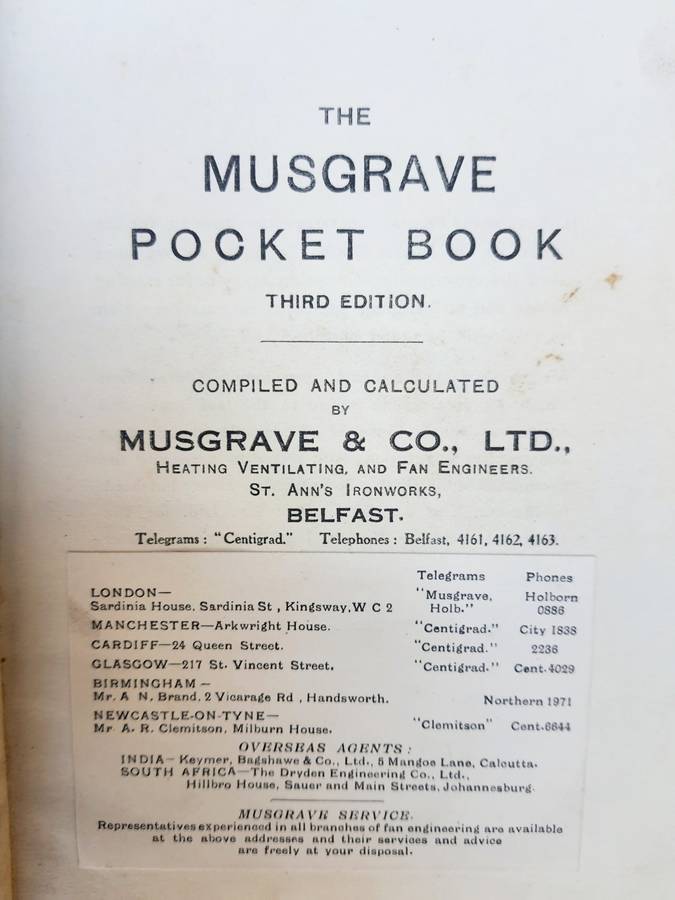 THE
MUSGRAVE
POCKET BOOK
THIRD EDITION.
COMPILED AND CALCULATED
BY
MUSGRAVE & CO., LTD.,
HEATING VENTILATING, AND FAN ENGINEERS.
ST. ANN'S IRONWORKS,
BELFAST.
Telegrams: "Centigrad." Telephones: Belfast, 4161, 4162, 4163.
Telegrams Phones
LONDON—
Sardinia House, Sardinia St, Kingsway, W C 2 "Musgrave, Holb." Holborn 0886
MANCHESTER—Arkwright House. "Centigrad." City 1838
CARDIFF—24 Queen Street. "Centigrad." 2236
GLASGOW—217 St. Vincent Street, "Centigrad." Cent. 4029
BIRMINGHAM—
Mr. A N. Brand, 2 Vicarage Rd, Handsworth. Northern 1971
NEWCASTLE-ON-TYNE—
Mr A. R. Clemitson, Milburn House. "Clemitson" Cent. 6644
OVERSEAS AGENTS:
INDIA—Keymer, Bagshawe & Co., Ltd., 5 Mangoe Lane, Calcutta.
SOUTH AFRICA—The Dryden Engineering Co., Ltd.,
Hillbro House, Sauer and Main Streets, Johannesburg.
MUSGRAVE SERVICE.
Representatives experienced in all branches of fan engineering are available
at the above addresses and their services and advice
are freely at your disposal.